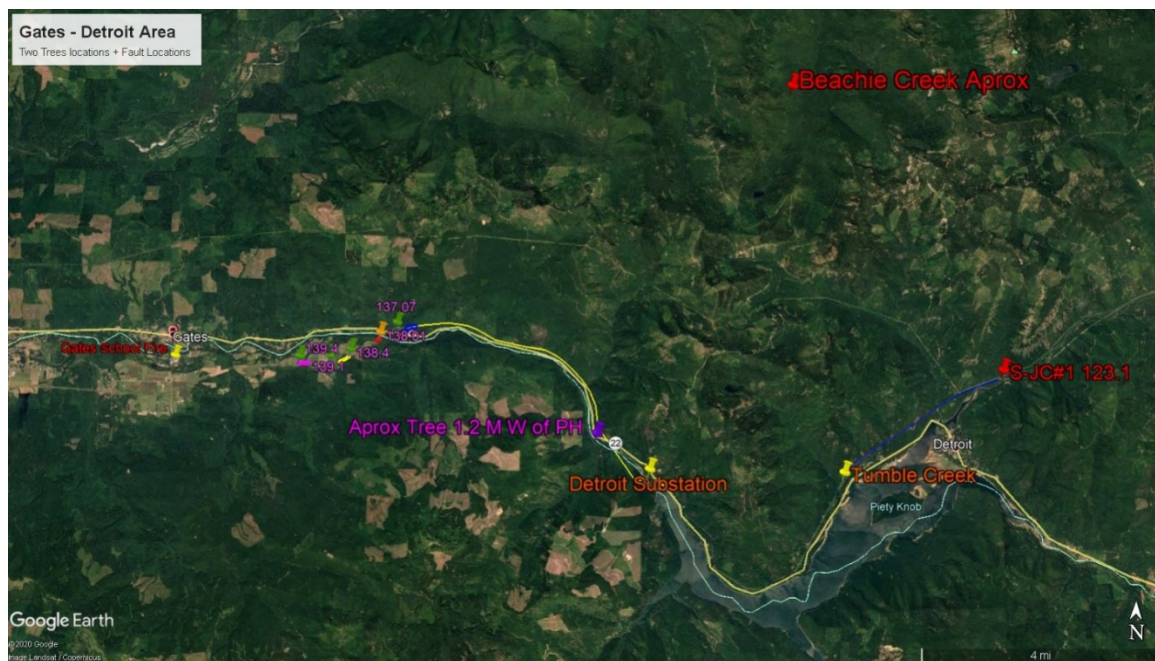 Gates - Detroit Area
Two Trees locations + Fault Locations
Beachie Creek Aprox
137.07
Gates
138.01
Gates School Fire
139.4
138.4
139.1
S-JC#1 123.1
Aprox Tree 1.2 M W of PH
22
Detroit
Detroit Substation
Tumble Creek
Piety Knob
Google Earth
©2020 Google
Image Landsat / Copernicus
N
4 mi